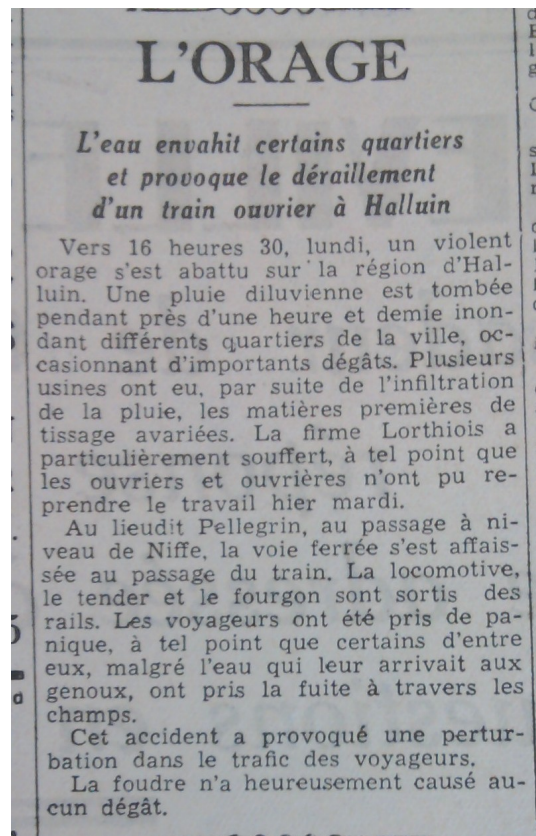 L'ORAGE
L'eau envahit certains quartiers
et provoque le déraillement
d'un train ouvrier à Halluin
Vers 16 heures 30, lundi, un violent
orage s'est abattu sur la région d'Hal-
luin. Une pluie diluvienne est tombée
pendant près d'une heure et demie inon-
dant différents quartiers de la ville, oc-
casionnant d'importants dégâts. Plusieurs
usines ont eu, par suite de l'infiltration
de la pluie, les matières premières de
tissage avariées. La firme Lorthiois a
particulièrement souffert, à tel point que
les ouvriers et ouvrières n'ont pu re-
prendre le travail hier mardi.
Au lieudit Pellegrin, au passage à ni-
veau de Niffe, la voie ferrée s'est affais-
sée au passage du train. La locomotive,
le tender et le fourgon sont sortis des
rails. Les voyageurs ont été pris de pa-
nique, à tel point que certains d'entre
eux, malgré l'eau qui leur arrivait aux
genoux, ont pris la fuite à travers les
champs.
Cet accident a provoqué une pertur-
bation dans le trafic des voyageurs.
La foudre n'a heureusement causé au-
cun dégât.